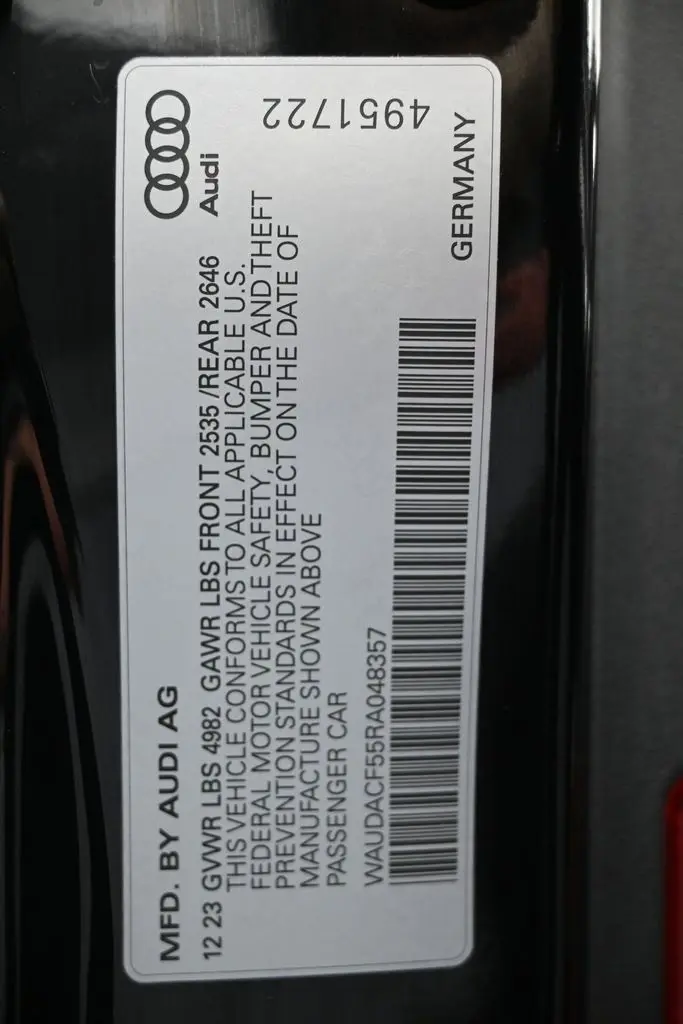 MFD. BY AUDI AG
Audi
12 23 GVWR LBS 4982 GAWR LBS FRONT 2535 /REAR 2646
THIS VEHICLE CONFORMS TO ALL APPLICABLE U.S.
FEDERAL MOTOR VEHICLE SAFETY, BUMPER AND THEFT
PREVENTION STANDARDS IN EFFECT ON THE DATE OF
MANUFACTURE SHOWN ABOVE
PASSENGER CAR
WAUDACF55RA048357
GERMANY
4951722